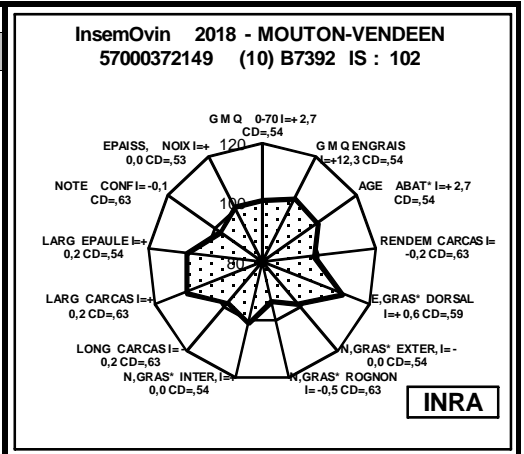 InsemOvin 2018 - MOUTON-VENDEEN
57000372149 (10) B7392 IS : 102
G M Q 0-70 I=+ 2,7
CD=,54
120
100
80
G M Q ENGRAIS
I=+12,3 CD=,54
AGE ABAT* I=+ 2,7
CD=,54
RENDEM CARCAS I=
-0,2 CD=,63
E,GRAS* DORSAL
I=+ 0,6 CD=,59
N,GRAS* EXTER, I= -
0,0 CD=,54
N,GRAS* ROGNON
I= -0,5 CD=,63
N,GRAS* INTER, I=+
0,0 CD=,54
LONG CARCAS I= -
0,2 CD=,63
LARG CARCAS I=+
0,2 CD=,63
LARG EPAULE I=+
0,2 CD=,54
NOTE CONF I= -0,1
CD=,63
EPAISS, NOIX I=+
0,0 CD=,53
INRA